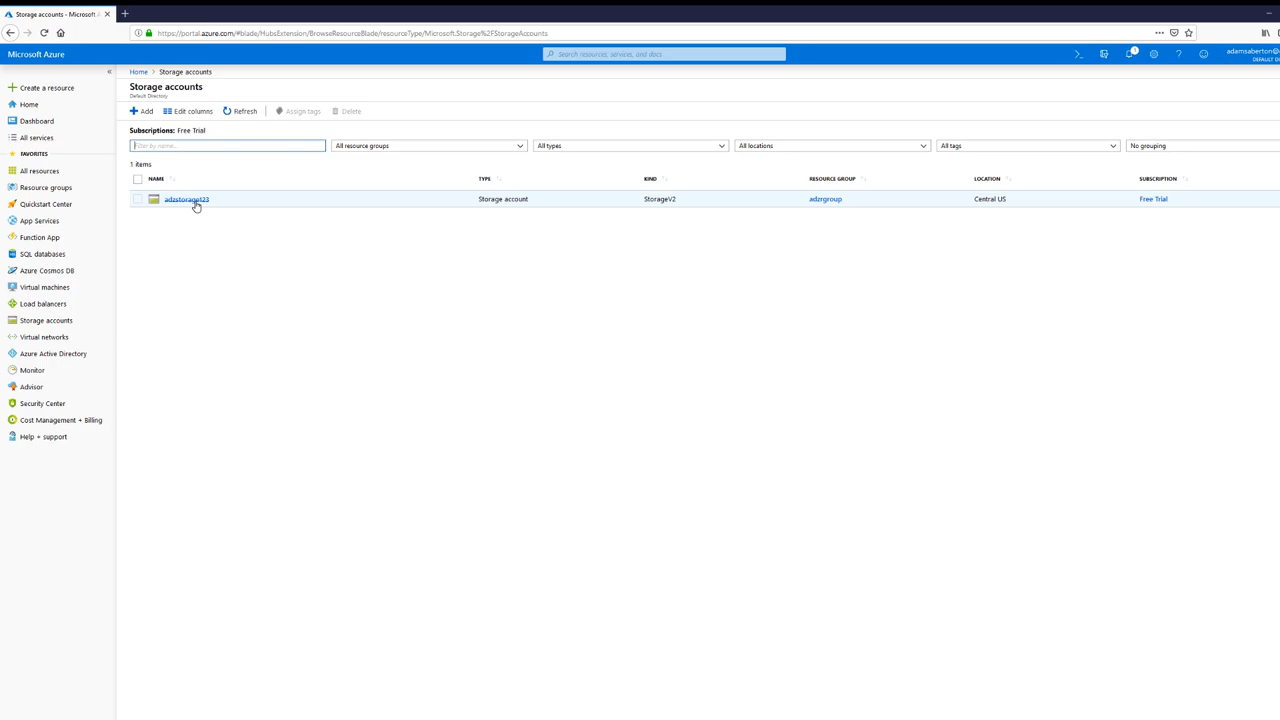 Storage accounts - Microsoft A
https://portal.azure.com/#blade/HubsExtension/BrowseResourceBlade/resourceType/Microsoft.Storage%2FStorageAccounts
Microsoft Azure
Search resources, services, and docs
1
adamsaberton@
DEFAULT DI
Create a resource
Home
Dashboard
All services
FAVORITES
All resources
Resource groups
Quickstart Center
App Services
Function App
SQL databases
Azure Cosmos DB
Virtual machines
Load balancers
Storage accounts
Virtual networks
Azure Active Directory
Monitor
Advisor
Security Center
Cost Management + Billing
Help + support
Home > Storage accounts
Storage accounts
Default Directory
Add Edit columns Refresh Assign tags Delete
Subscriptions: Free Trial
Filter by name... All resource groups All types All locations All tags No grouping
1 items
NAME TYPE KIND RESOURCE GROUP LOCATION SUBSCRIPTION
adzstorage123 Storage account StorageV2 adzrgroup Central US Free Trial